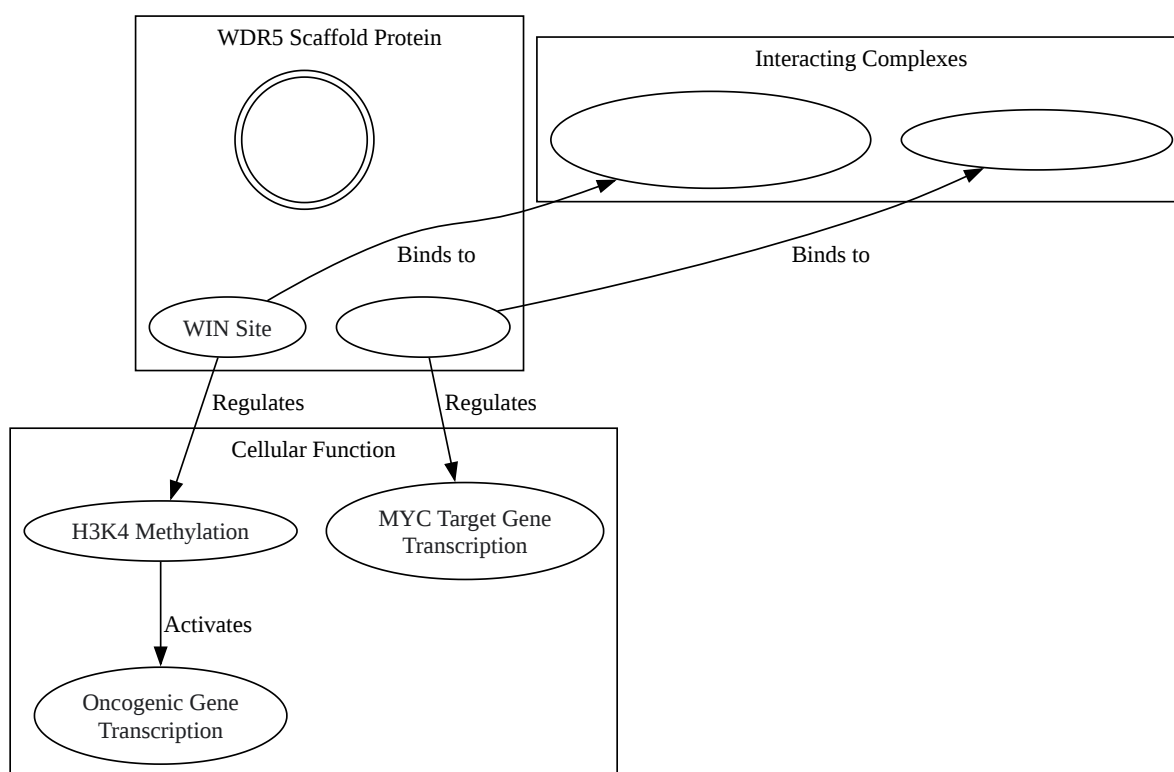 WDR5 Scaffold Protein
Interacting Complexes
Binds to
Binds to
WIN Site
Regulates
Regulates
Cellular Function
H3K4 Methylation
MYC Target Gene
Transcription
Activates
Oncogenic Gene
Transcription